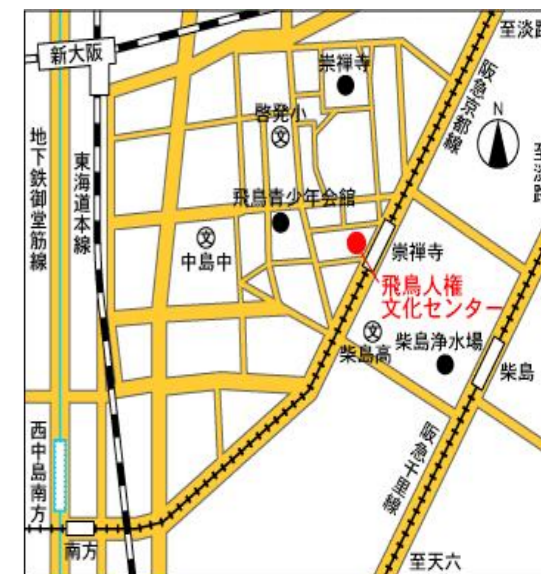 至淡路
新大阪
崇禅寺
阪急京都線
啓発小
N
地下鉄御堂筋線
東海道本線
飛鳥青少年会館
文
文
中島中
崇禅寺
飛鳥人権
文化センター
文
柴島高
柴島浄水場
柴島
西中島南方
阪急千里線
南方
至天六